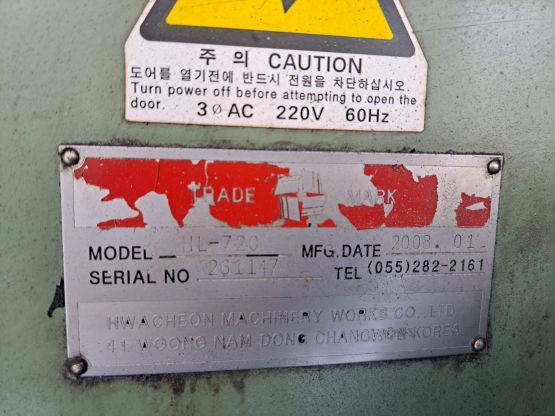 주 의 CAUTION
도어를 열기전에 반드시 전원을 차단하십시오.
Turn power off before attempting to open the
door. 3ØAC 220V 60Hz
TRADE MARK
MODEL HL-720 MFG.DATE 2008.01
SERIAL NO 261147 TEL (055)282-2161
HWACHEON MACHINERY WORKS CO., LTD
41 WOONG NAM DONG CHANGWON KOREA